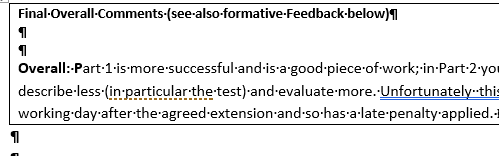 Final Overall Comments (see also formative Feedback below)¶
¶
¶
Overall: Part 1 is more successful and is a good piece of work; in Part 2 you
describe less (in particular the test) and evaluate more. Unfortunately  this
working day after the agreed extension and so has a late penalty applied.
¶